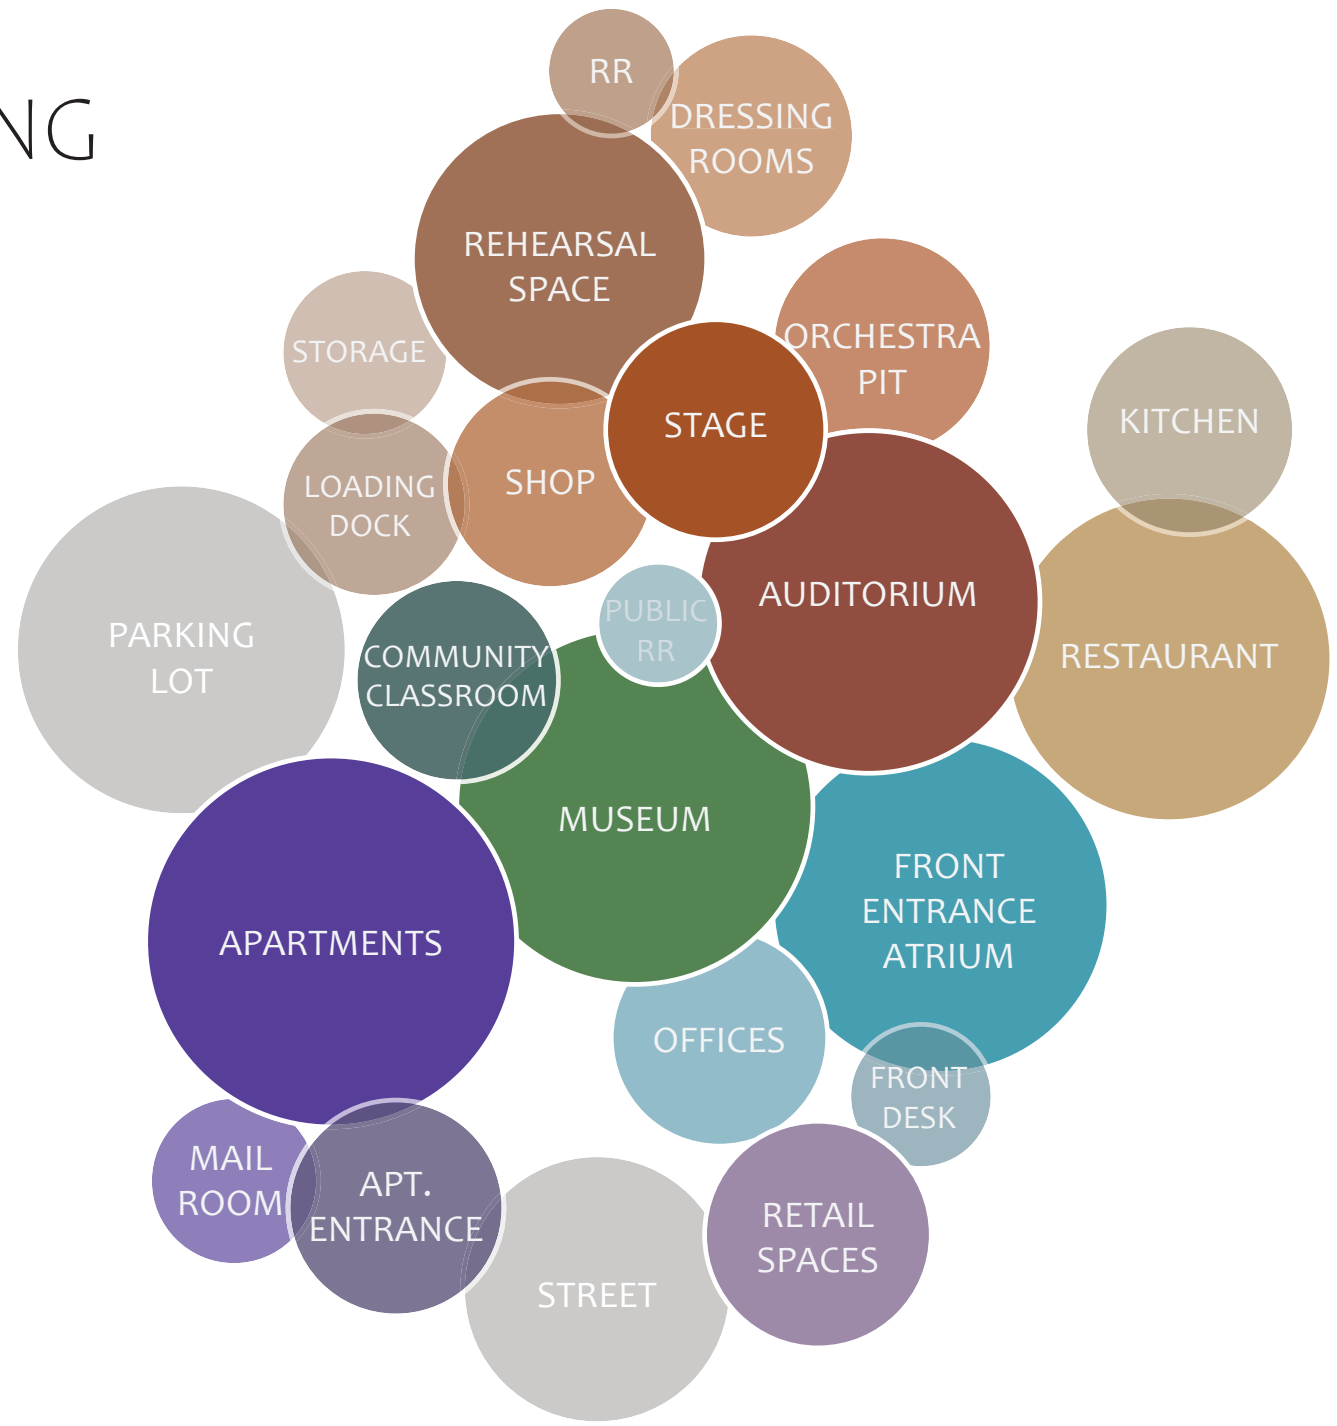 NG
RR
DRESSING
ROOMS
REHEARSAL
SPACE
STORAGE
ORCHESTRA
PIT
STAGE
KITCHEN
LOADING
DOCK
SHOP
PARKING
LOT
COMMUNITY
CLASSROOM
PUBLIC
RR
AUDITORIUM
RESTAURANT
MUSEUM
FRONT
ENTRANCE
ATRIUM
APARTMENTS
OFFICES
FRONT
DESK
MAIL
ROOM
APT.
ENTRANCE
RETAIL
SPACES
STREET